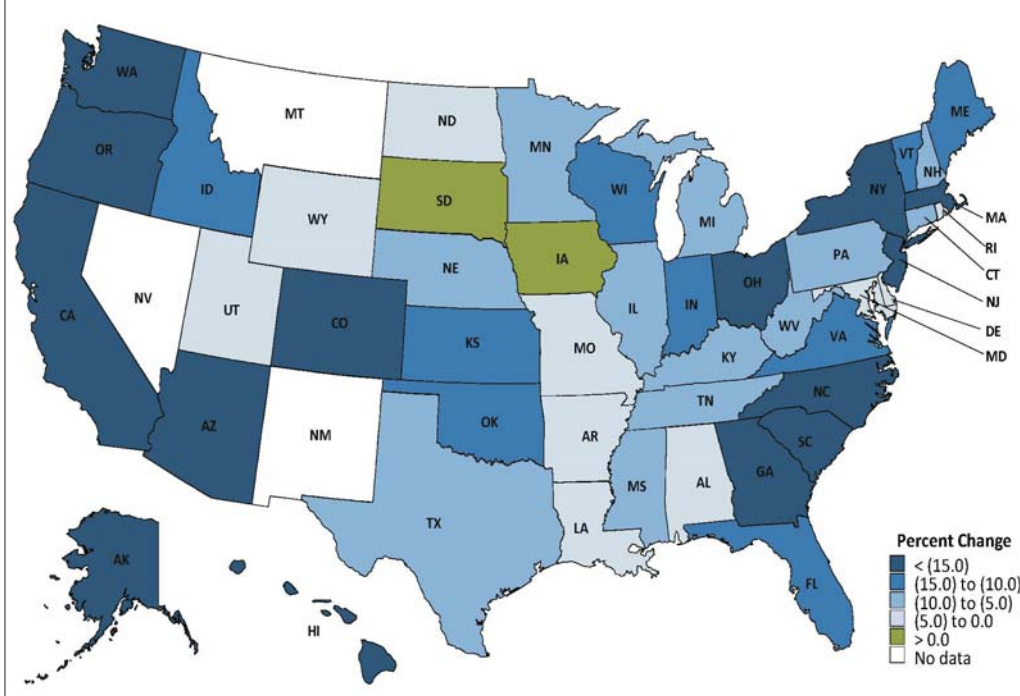 WA
MT
ND
ME
MN
VT
OR
NH
ID
WI
NY
SD
MI
WY
MA
RI
PA
IA
CT
NE
OH
NV
IL
IN
NJ
UT
CA
CO
WV
DE
VA
KS
MO
MD
KY
NC
TN
AZ
OK
NM
AR
SC
MS
AL
GA
TX
LA
AK
FL
HI
Percent Change
< (15.0)
(15.0) to (10.0)
(10.0) to (5.0)
(5.0) to 0.0
> 0.0
No data